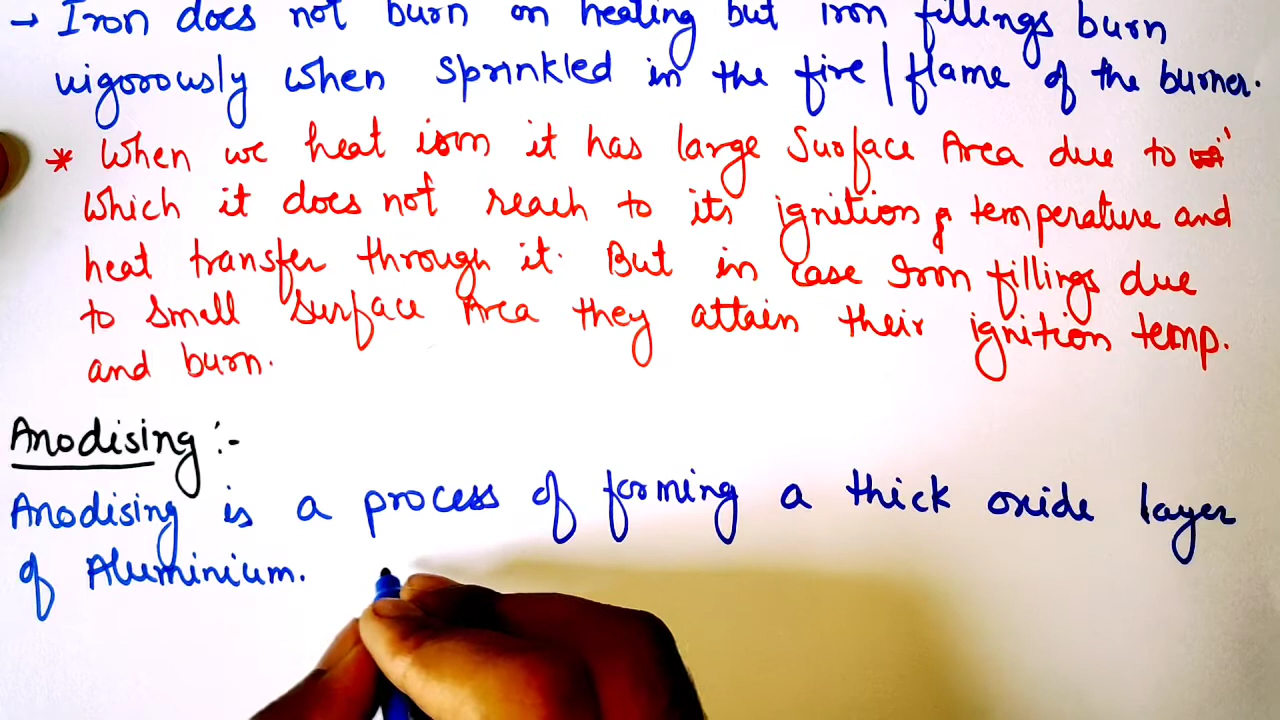 → Iron does not burn on heating but iron fillings burn
vigorously when sprinkled in the fire/flame of the burner.
* When we heat iron it has large Surface Area due to
which it does not reach to its ignition temperature and
heat transfer through it. But in case Iron fillings due
to small surface Area they attain their ignition temp.
and burn.
Anodising :-
Anodising is a process of forming a thick oxide layer
of Aluminium.